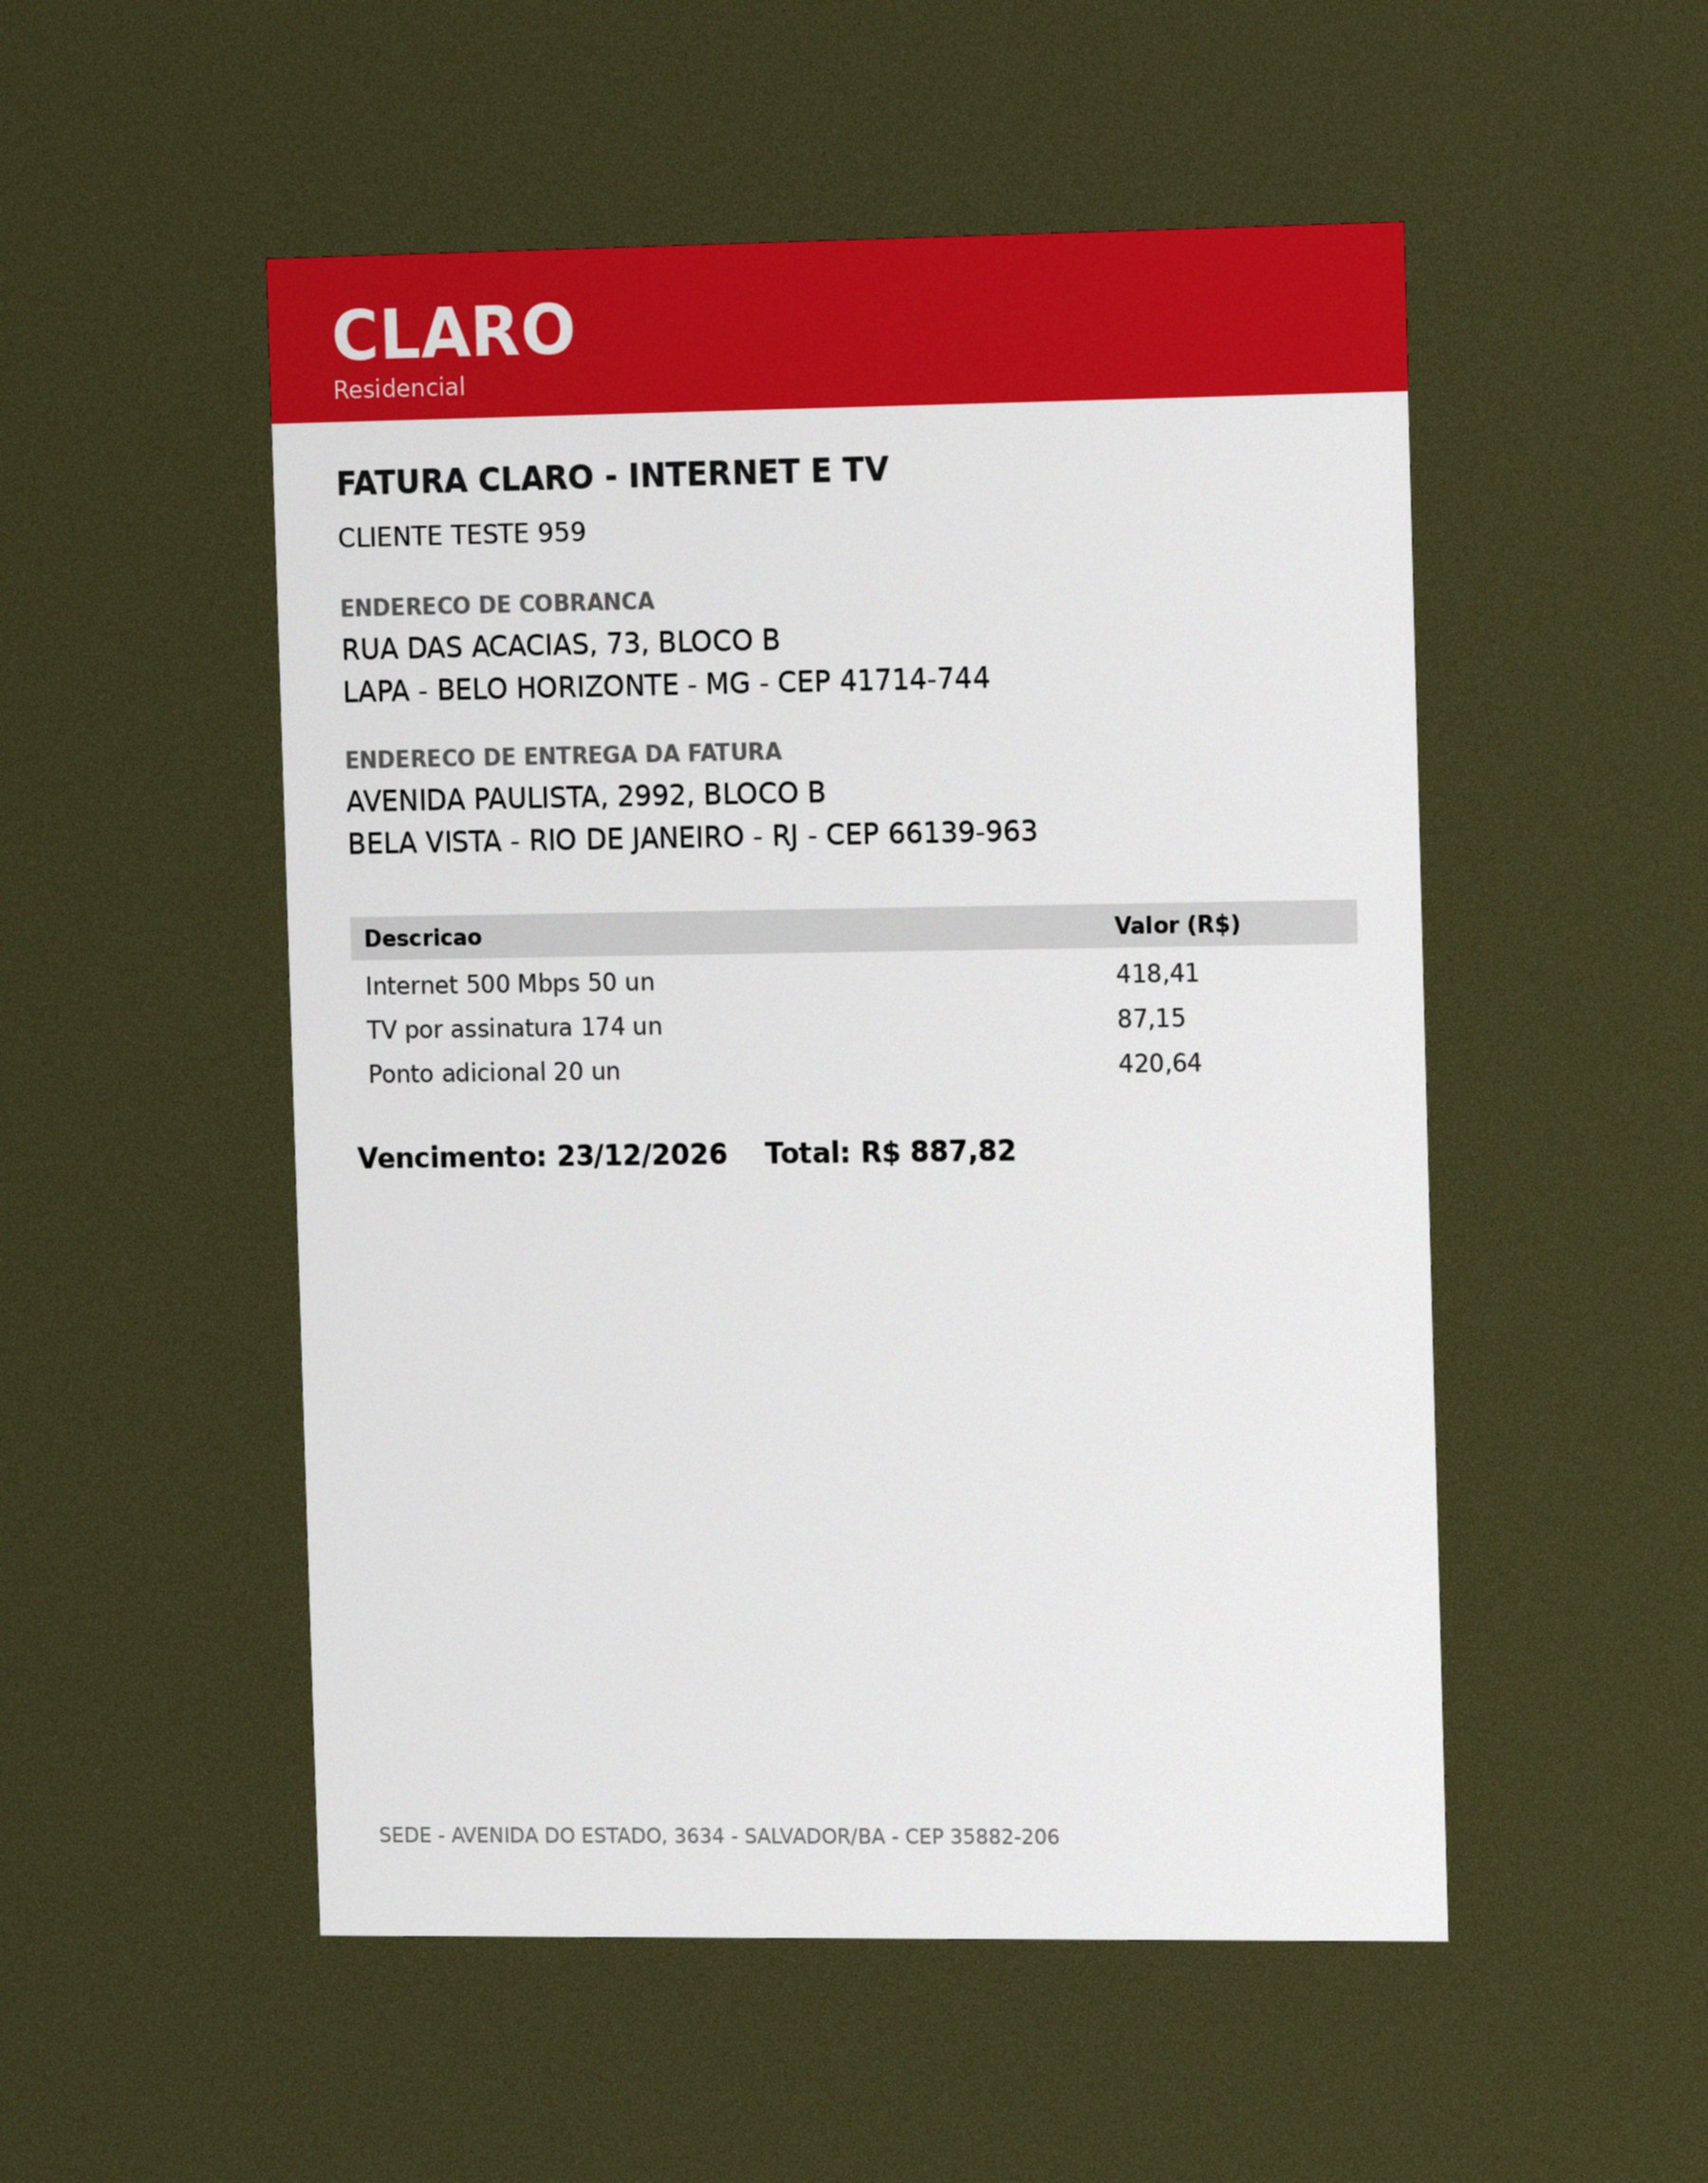 CLARO
Residencial
FATURA CLARO - INTERNET E TV
CLIENTE TESTE 959
ENDERECO DE COBRANCA
RUA DAS ACACIAS, 73, BLOCO B
LAPA - BELO HORIZONTE - MG - CEP 41714-744
ENDERECO DE ENTREGA DA FATURA
AVENIDA PAULISTA, 2992, BLOCO B
BELA VISTA - RIO DE JANEIRO - RJ - CEP 66139-963
Descricao Valor (R$)
Internet 500 Mbps 50 un 418,41
TV por assinatura 174 un 87,15
Ponto adicional 20 un 420,64
Vencimento: 23/12/2026 Total: R$ 887,82
SEDE - AVENIDA DO ESTADO, 3634 - SALVADOR/BA - CEP 35882-206